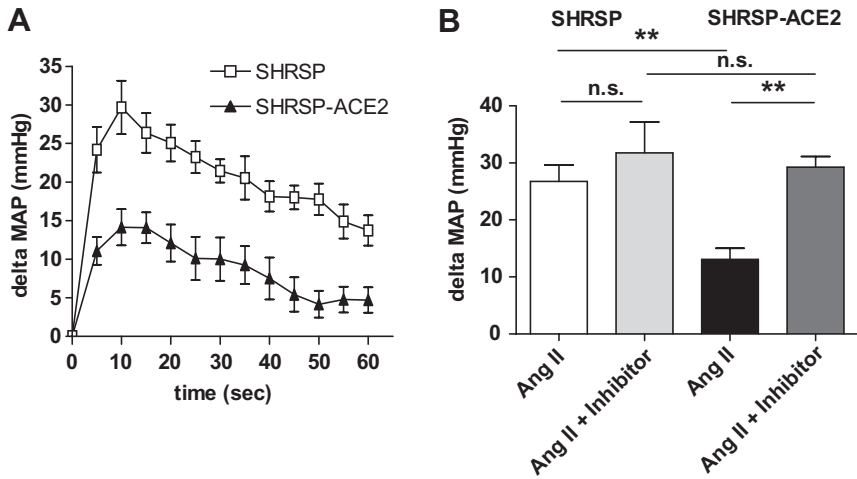 A
delta MAP (mmHg)
35
30
25
20
15
10
5
0
SHRSP
SHRSP-ACE2
0 10 20 30 40 50 60
time (sec)
B
SHRSP SHRSP-ACE2
**
n.s.
n.s.
**
delta MAP (mmHg)
40
30
20
10
0
Ang II
Ang II + Inhibitor
Ang II
Ang II + Inhibitor